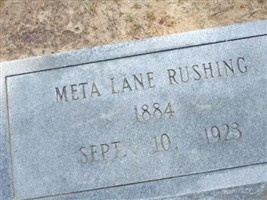 META LANE RUSHING
1884
SEPT. 10, 1923